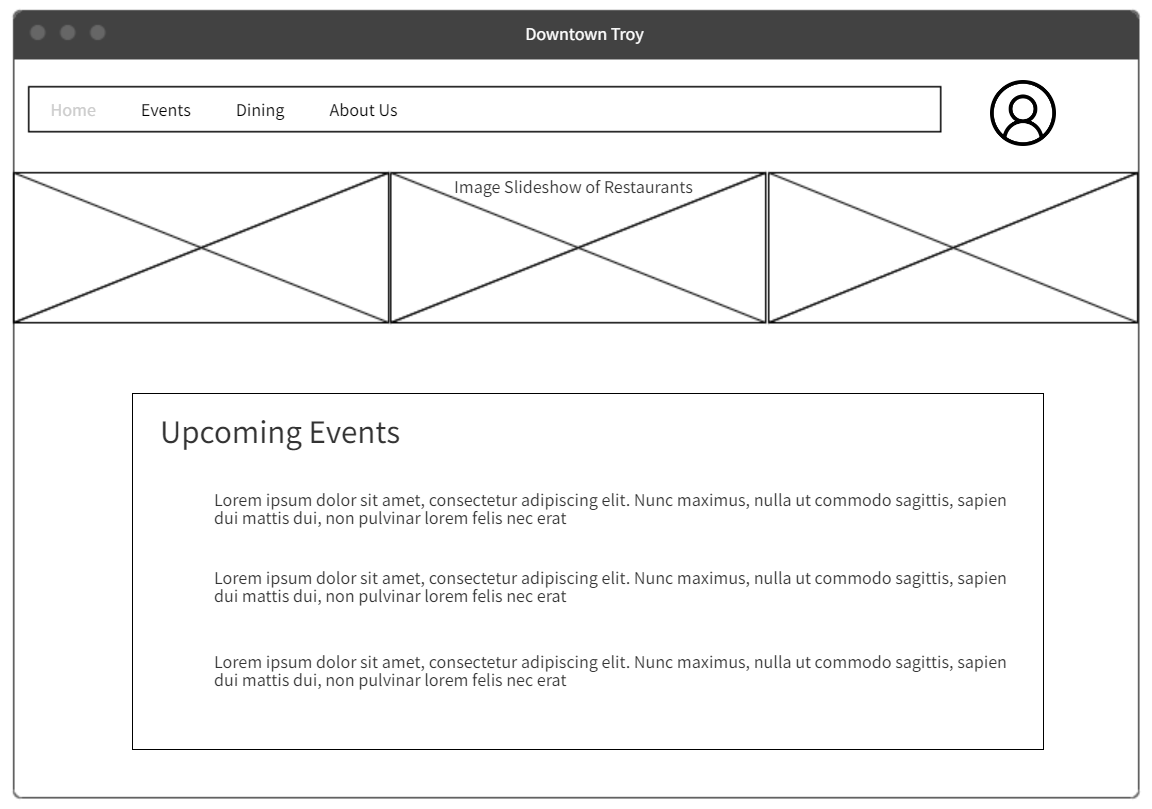 Downtown Troy
Home Events Dining About Us
Image Slideshow of Restaurants
Upcoming Events
Lorem ipsum dolor sit amet, consectetur adipiscing elit. Nunc maximus, nulla ut commodo sagittis, sapien
dui mattis dui, non pulvinar lorem felis nec erat
Lorem ipsum dolor sit amet, consectetur adipiscing elit. Nunc maximus, nulla ut commodo sagittis, sapien
dui mattis dui, non pulvinar lorem felis nec erat
Lorem ipsum dolor sit amet, consectetur adipiscing elit. Nunc maximus, nulla ut commodo sagittis, sapien
dui mattis dui, non pulvinar lorem felis nec erat